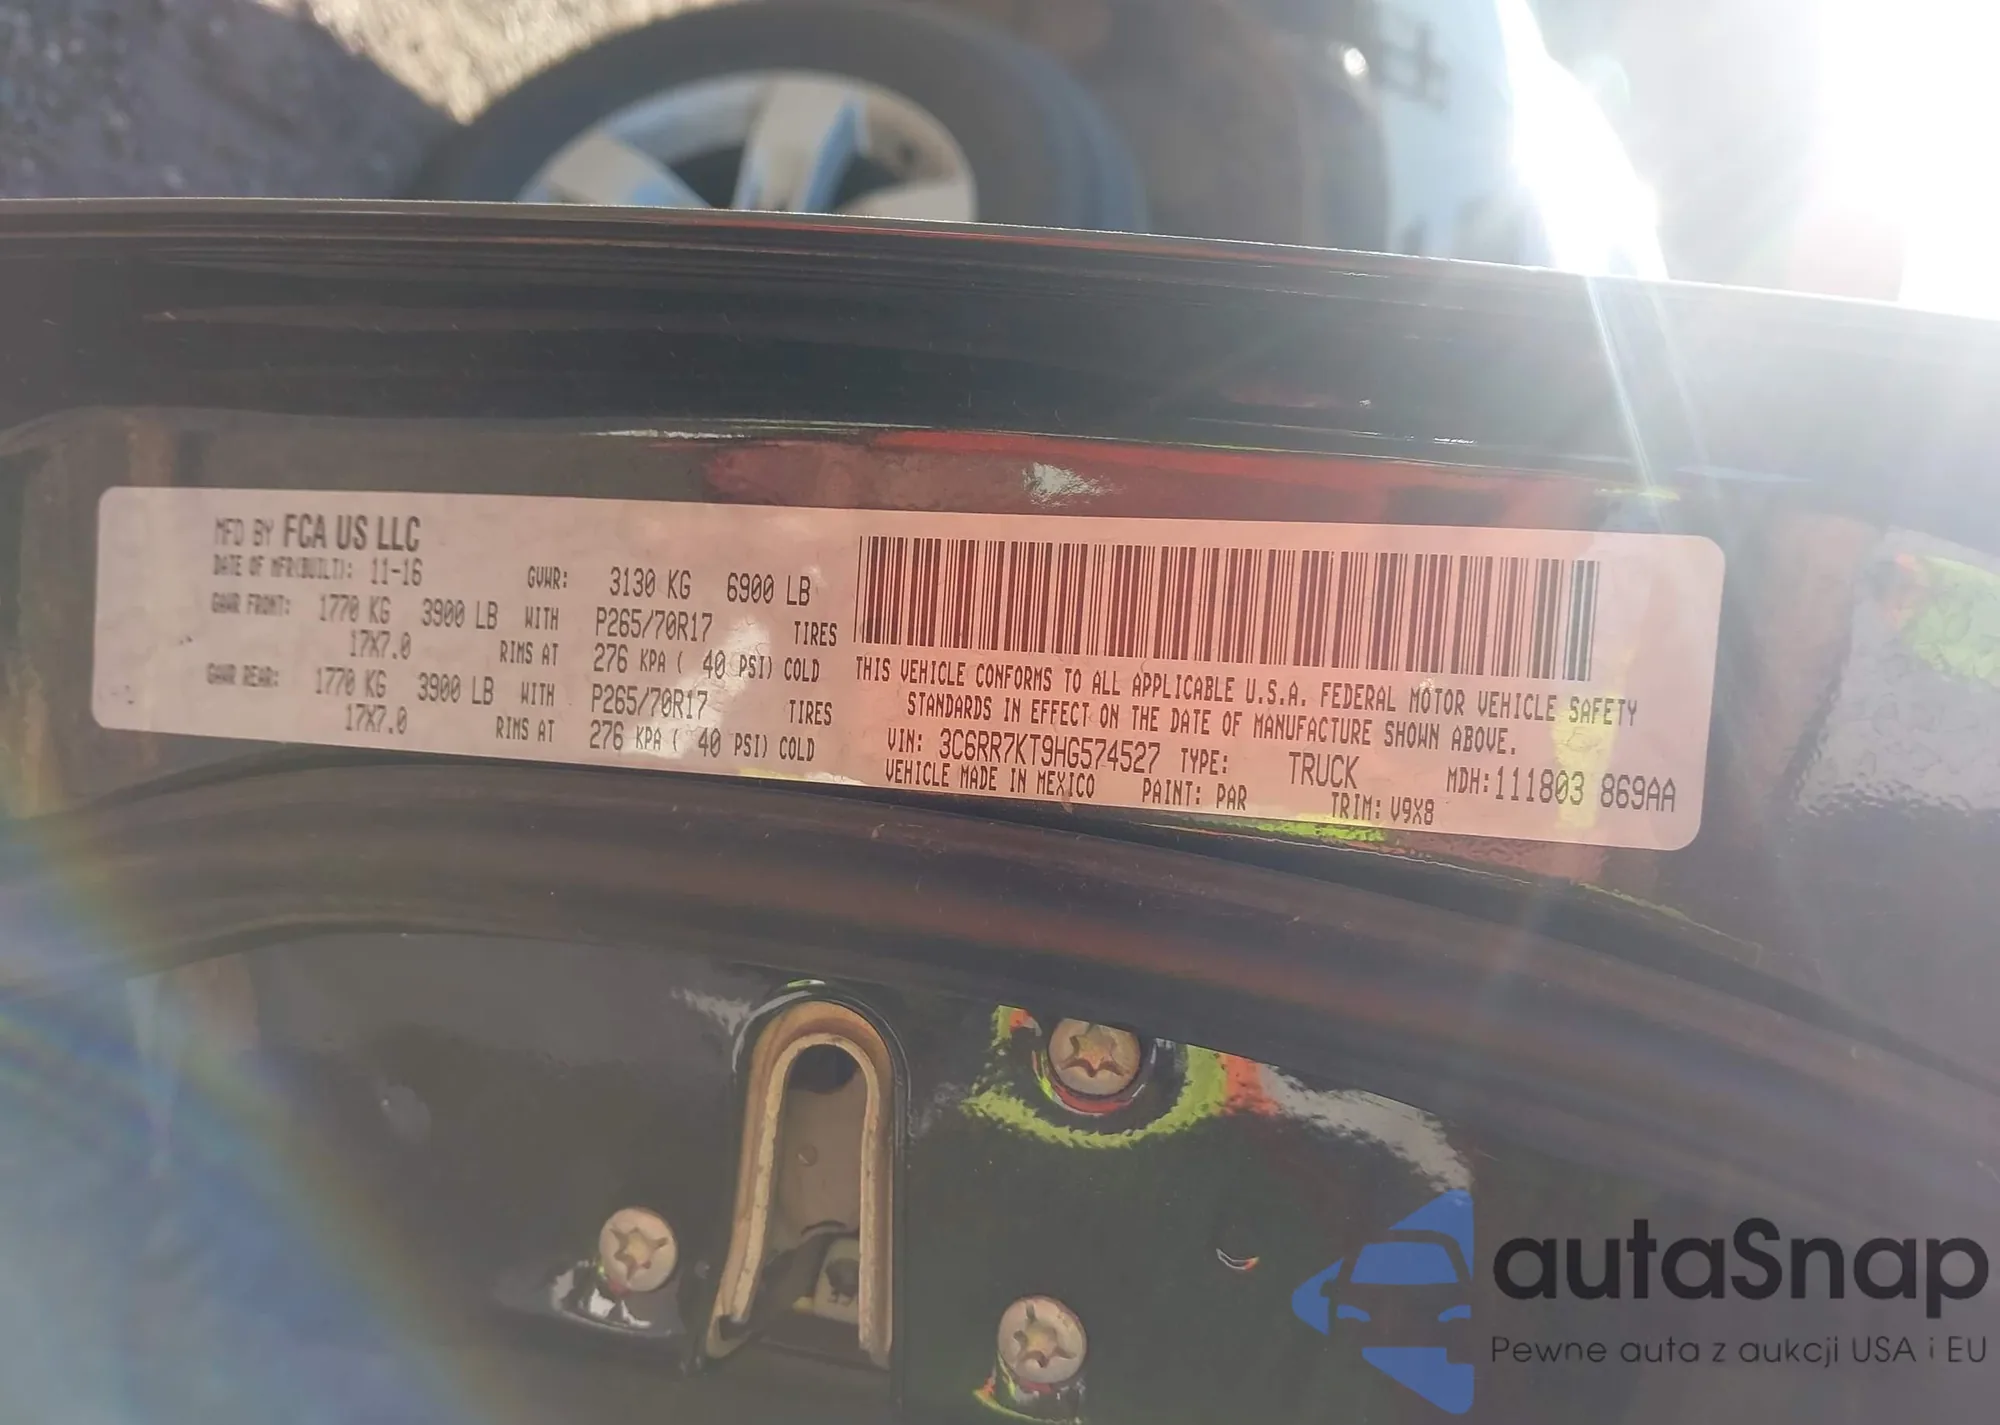 MFD BY FCA US LLC
DATE OF MFR(BUILT): 11-16 GVWR: 3130 KG 6900 LB
GAWR FRONT: 1770 KG 3900 LB WITH P265/70R17 TIRES
17X7.0 RIMS AT 276 KPA ( 40 PSI) COLD
GAWR REAR: 1770 KG 3900 LB WITH P265/70R17 TIRES
17X7.0 RIMS AT 276 KPA ( 40 PSI) COLD
THIS VEHICLE CONFORMS TO ALL APPLICABLE U.S.A. FEDERAL MOTOR VEHICLE SAFETY
STANDARDS IN EFFECT ON THE DATE OF MANUFACTURE SHOWN ABOVE.
VIN: 3C6RR7KT9HG574527 TYPE: TRUCK MDH: 111803 869AA
VEHICLE MADE IN MEXICO PAINT: PAR TRIM: V9X8
autaSnap
Pewne auta z aukcji USA i EU